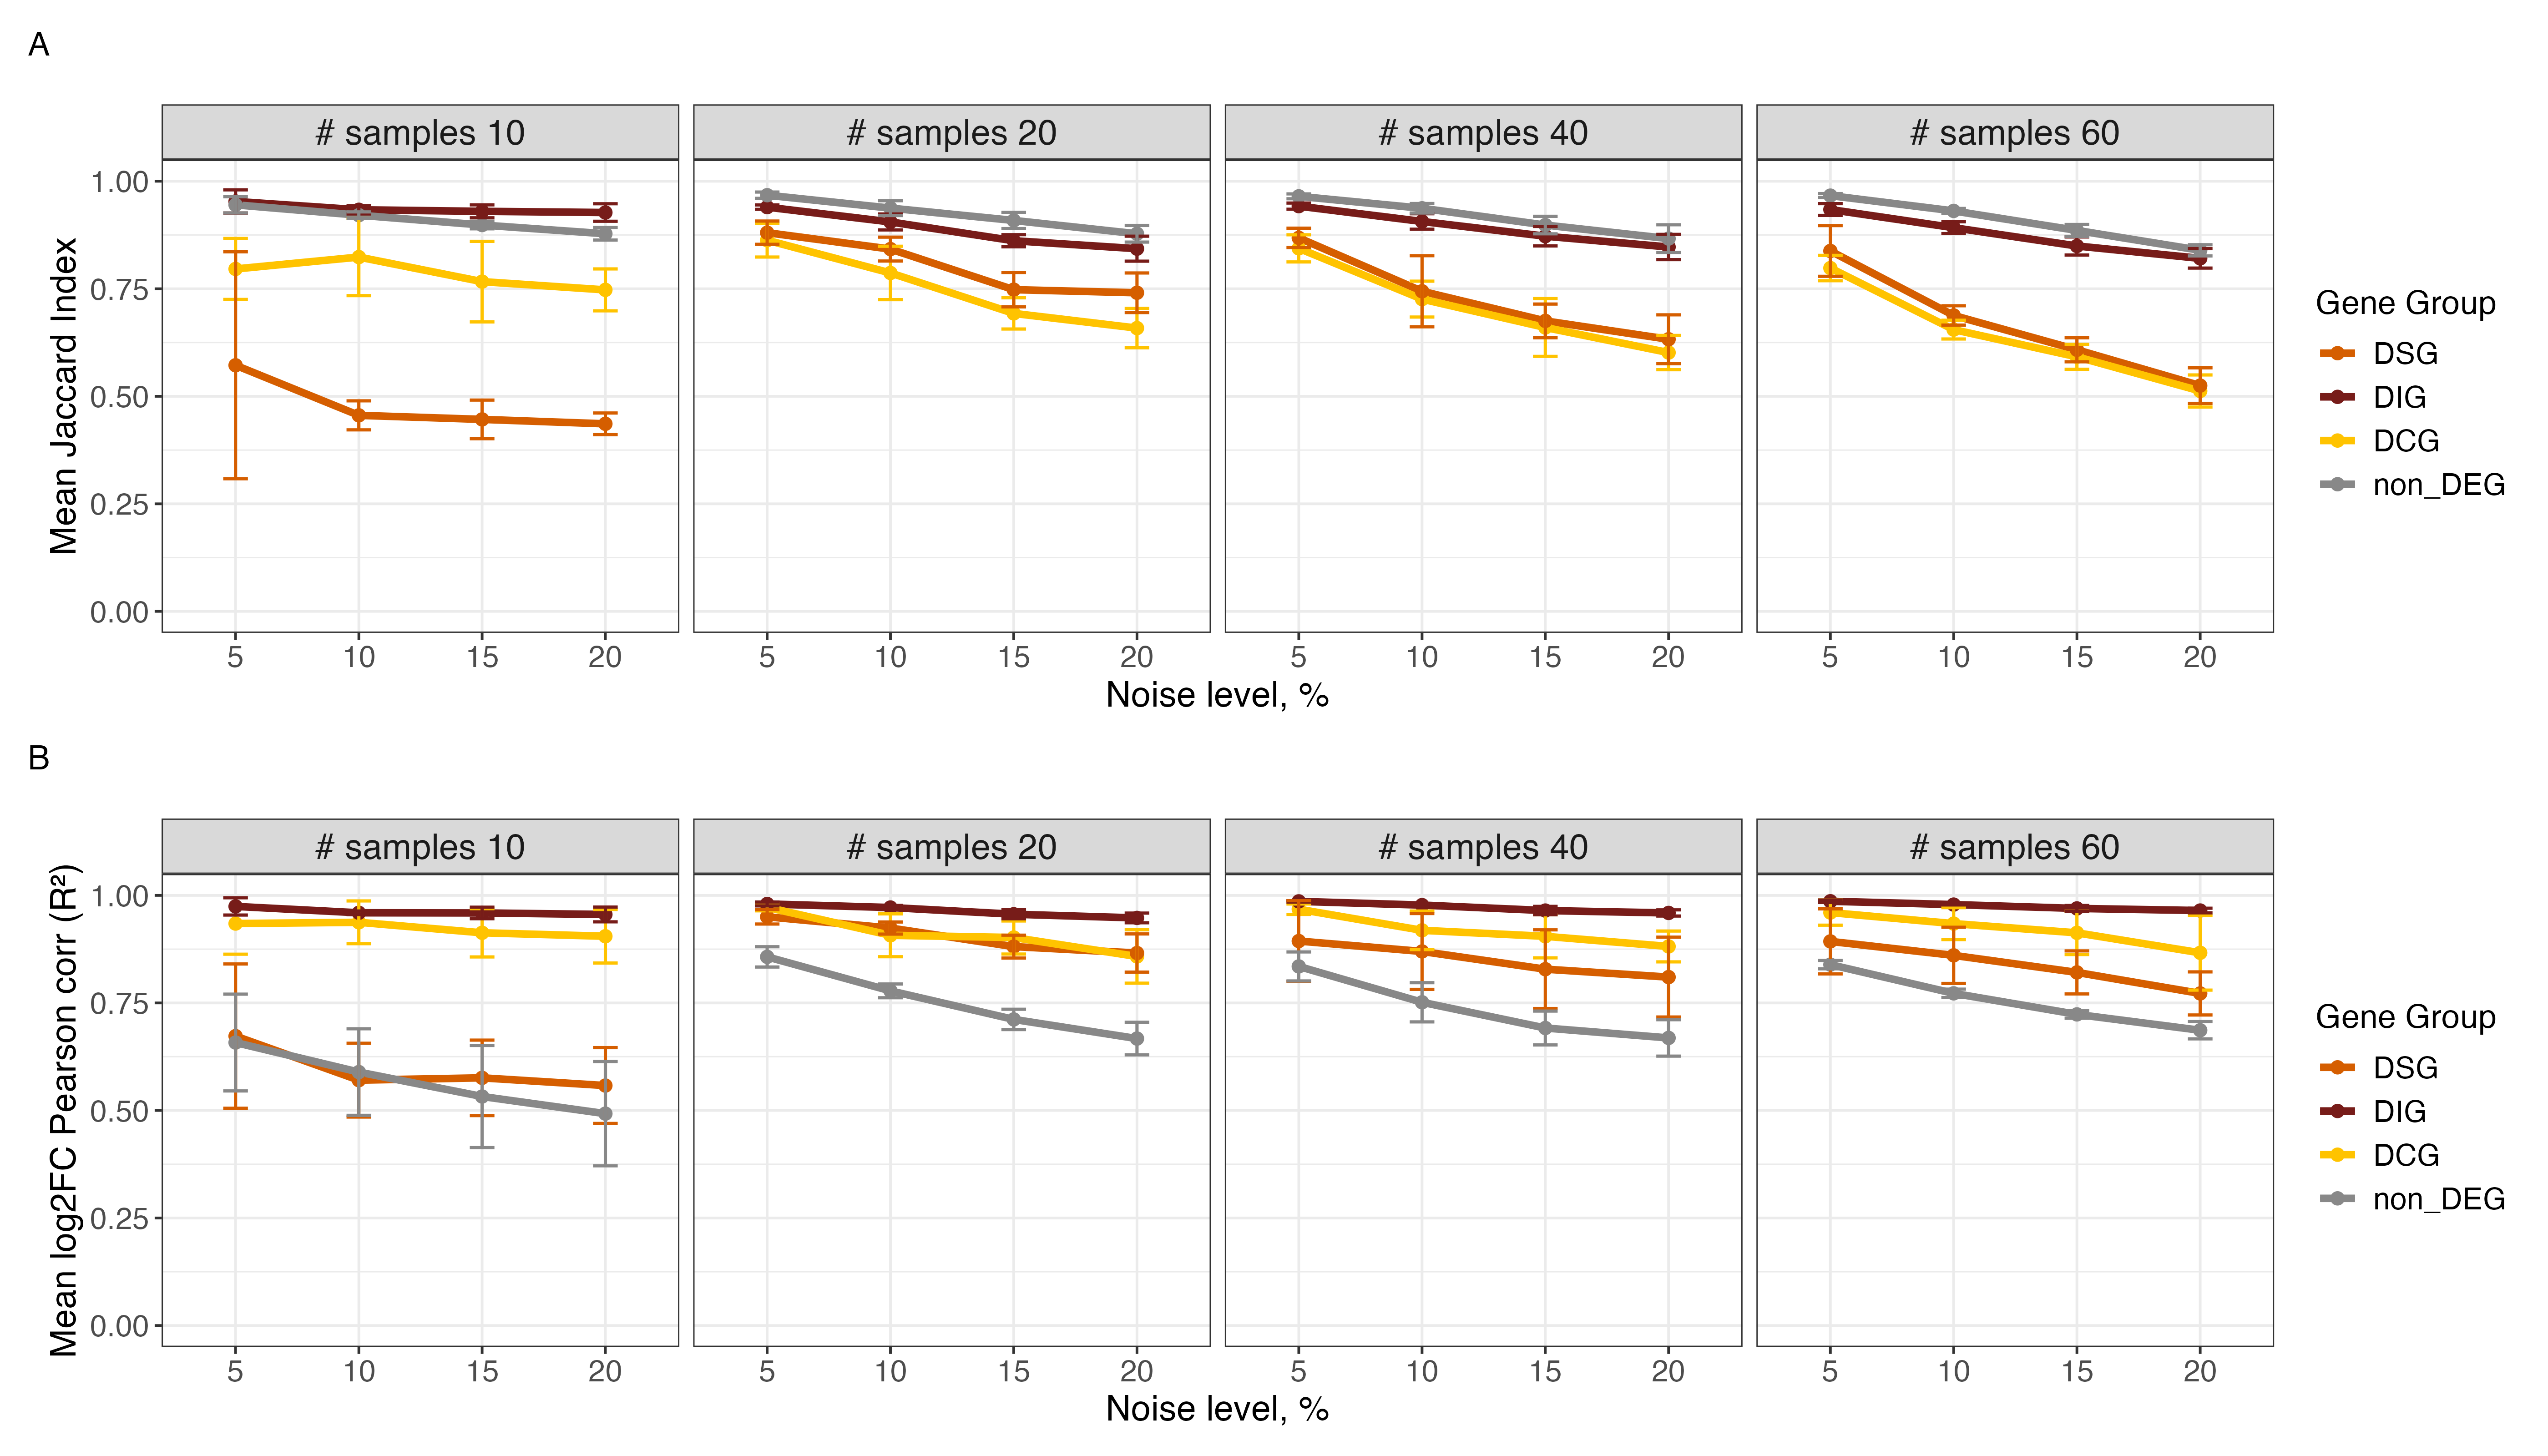 A
# samples 10
# samples 20
# samples 40
# samples 60
Mean Jaccard Index
1.00
0.75
0.50
0.25
0.00
5 10 15 20
5 10 15 20
5 10 15 20
5 10 15 20
Noise level, %
Gene Group
DSG
DIG
DCG
non_DEG
B
# samples 10
# samples 20
# samples 40
# samples 60
Mean log2FC Pearson corr (R²)
1.00
0.75
0.50
0.25
0.00
5 10 15 20
5 10 15 20
5 10 15 20
5 10 15 20
Noise level, %
Gene Group
DSG
DIG
DCG
non_DEG